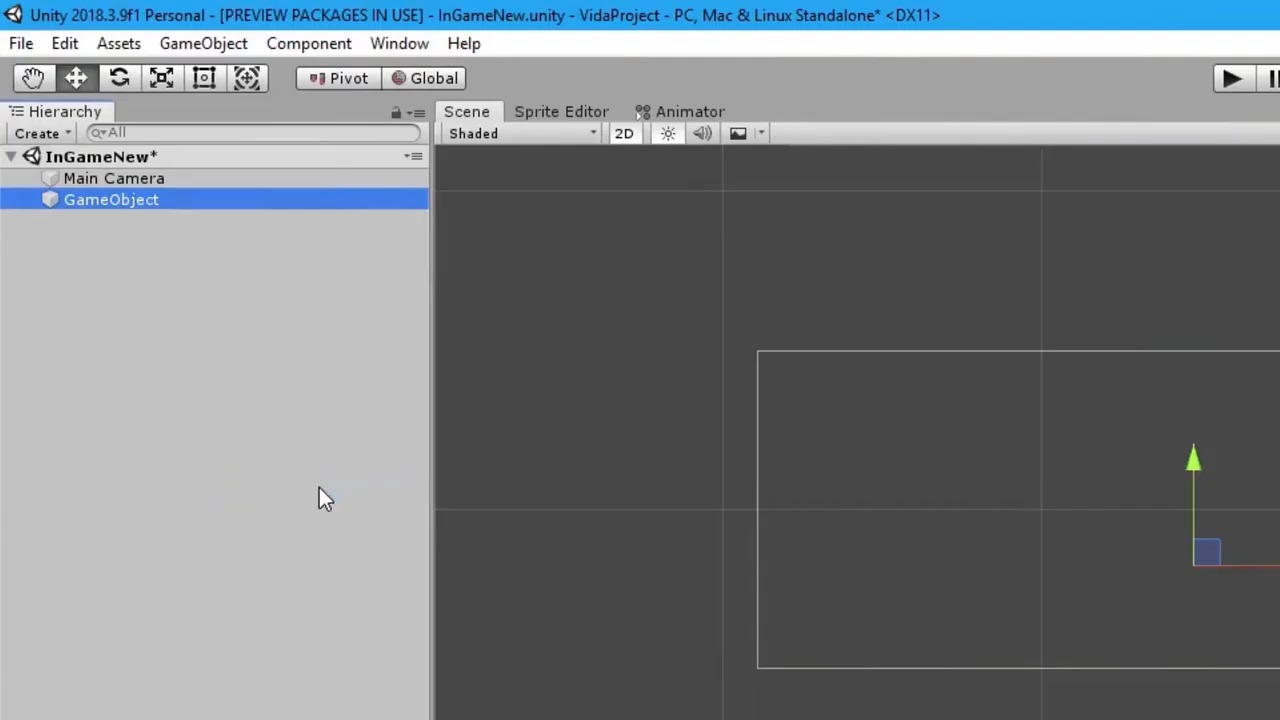 Unity 2018.3.9f1 Personal - [PREVIEW PACKAGES IN USE] - InGameNew.unity - VidaProject - PC, Mac & Linux Standalone* <DX11>
File Edit Assets GameObject Component Window Help
Pivot Global
Hierarchy Scene Sprite Editor Animator
Create All Shaded 2D
InGameNew*
Main Camera
GameObject